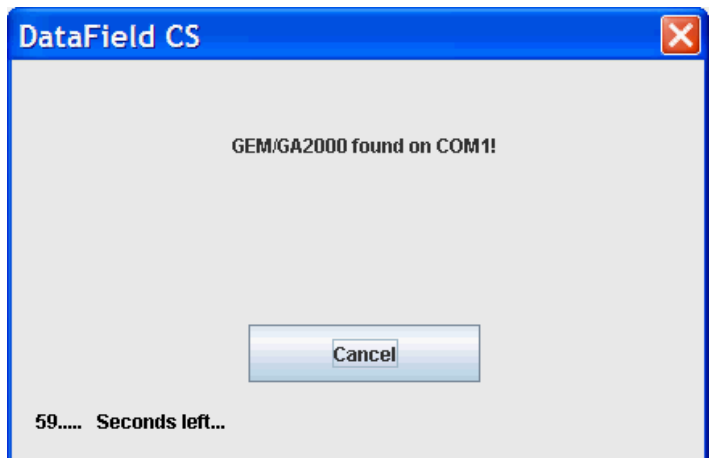 DataField CS
GEM/GA2000 found on COM1!
Cancel
59..... Seconds left...